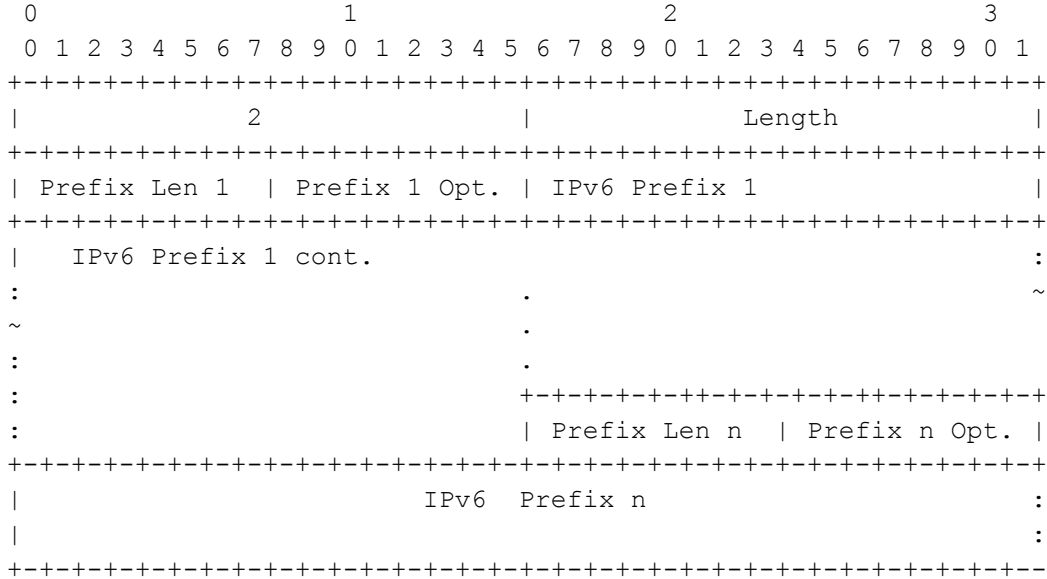 0                   1                   2                   3
 0 1 2 3 4 5 6 7 8 9 0 1 2 3 4 5 6 7 8 9 0 1 2 3 4 5 6 7 8 9 0 1
+-+-+-+-+-+-+-+-+-+-+-+-+-+-+-+-+-+-+-+-+-+-+-+-+-+-+-+-+-+-+-+-+
|              2                |             Length            |
+-+-+-+-+-+-+-+-+-+-+-+-+-+-+-+-+-+-+-+-+-+-+-+-+-+-+-+-+-+-+-+-+
| Prefix Len 1  | Prefix 1 Opt. | IPv6 Prefix 1                 |
+-+-+-+-+-+-+-+-+-+-+-+-+-+-+-+-+-+-+-+-+-+-+-+-+-+-+-+-+-+-+-+-+
|   IPv6 Prefix 1 cont.                                         :
:                               .                               ~
~                               .
:                               .
:                               +-+-+-+-+-++-+-+-+-+-++-+-+-+-+-+
:                               | Prefix Len n  | Prefix n Opt. |
+-+-+-+-+-+-+-+-+-+-+-+-+-+-+-+-+-+-+-+-+-+-+-+-+-+-+-+-+-+-+-+-+
|                         IPv6  Prefix n                        :
|                                                               :
+-+-+-+-+-+-+-+-+-+-+-+-+-+-+-+-+-+-+-+-+-+-+-+-+-+-+-+-+-+-+-+--